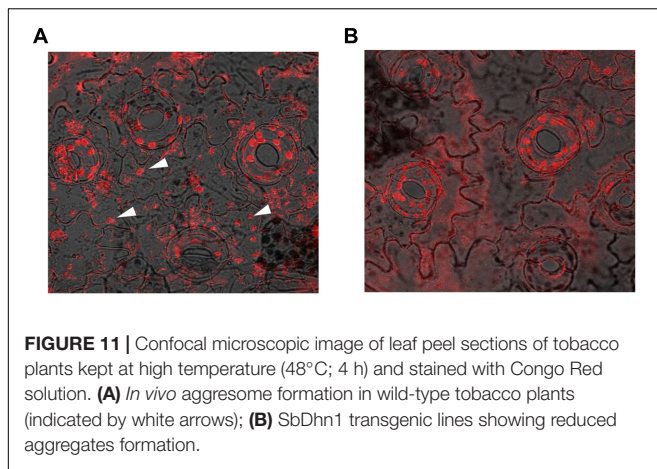 A
B
FIGURE 11 | Confocal microscopic image of leaf peel sections of tobacco
plants kept at high temperature (48°C; 4 h) and stained with Congo Red
solution. (A) In vivo aggresome formation in wild-type tobacco plants
(indicated by white arrows); (B) SbDhn1 transgenic lines showing reduced
aggregates formation.